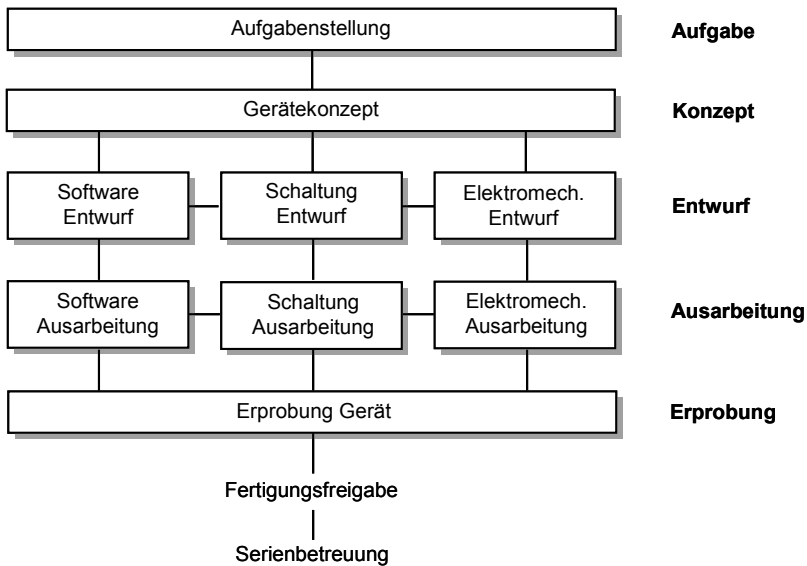 Aufgabenstellung
Aufgabe
Gerätekonzept
Konzept
Software
Entwurf
Schaltung
Entwurf
Elektromech.
Entwurf
Entwurf
Software
Ausarbeitung
Schaltung
Ausarbeitung
Elektromech.
Ausarbeitung
Ausarbeitung
Erprobung Gerät
Erprobung
Fertigungsfreigabe
Serienbetreuung